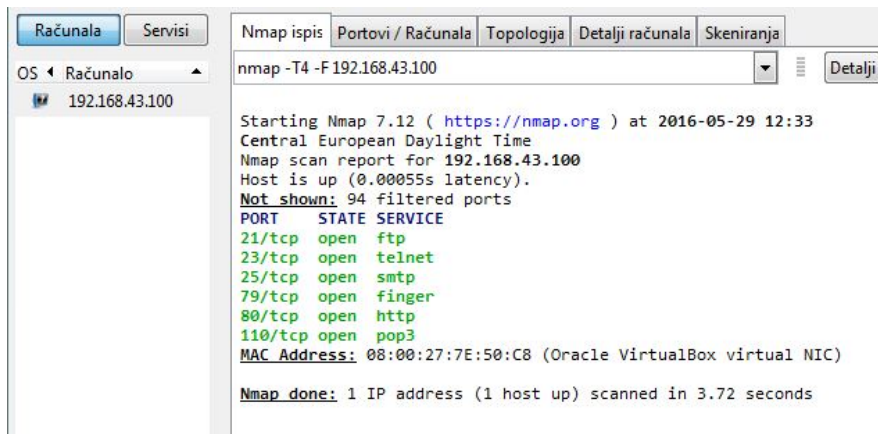 Računala Servisi
Nmap ispis Portovi / Računala Topologija Detalji računala Skeniranja
OS Računalo
nmap -T4 -F 192.168.43.100 Detalji
192.168.43.100
Starting Nmap 7.12 ( https://nmap.org ) at 2016-05-29 12:33
Central European Daylight Time
Nmap scan report for 192.168.43.100
Host is up (0.00055s latency).
Not shown: 94 filtered ports
PORT STATE SERVICE
21/tcp open ftp
23/tcp open telnet
25/tcp open smtp
79/tcp open finger
80/tcp open http
110/tcp open pop3
MAC Address: 08:00:27:7E:50:C8 (Oracle VirtualBox virtual NIC)
Nmap done: 1 IP address (1 host up) scanned in 3.72 seconds